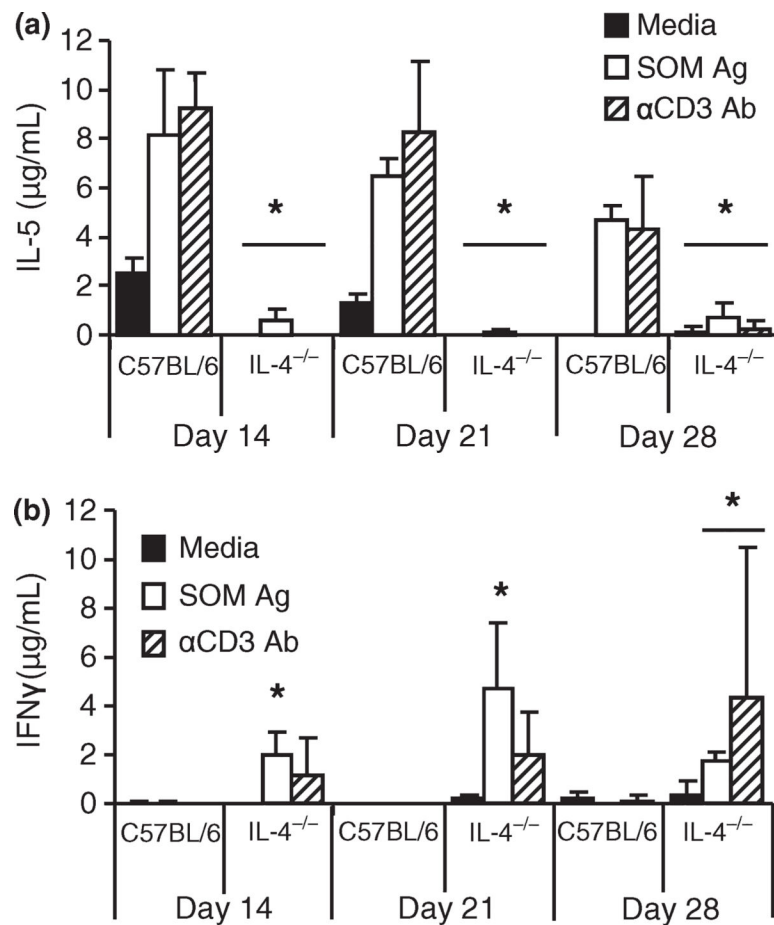 (a)
12
10
8
6
4
2
0
IL-5 (µg/mL)
Media
SOM Ag
αCD3 Ab
* * *
C57BL/6 IL-4⁻/⁻ C57BL/6 IL-4⁻/⁻ C57BL/6 IL-4⁻/⁻
Day 14 Day 21 Day 28
(b)
12
10
8
6
4
2
0
IFNγ(µg/mL)
Media
SOM Ag
αCD3 Ab
* * *
C57BL/6 IL-4⁻/⁻ C57BL/6 IL-4⁻/⁻ C57BL/6 IL-4⁻/⁻
Day 14 Day 21 Day 28